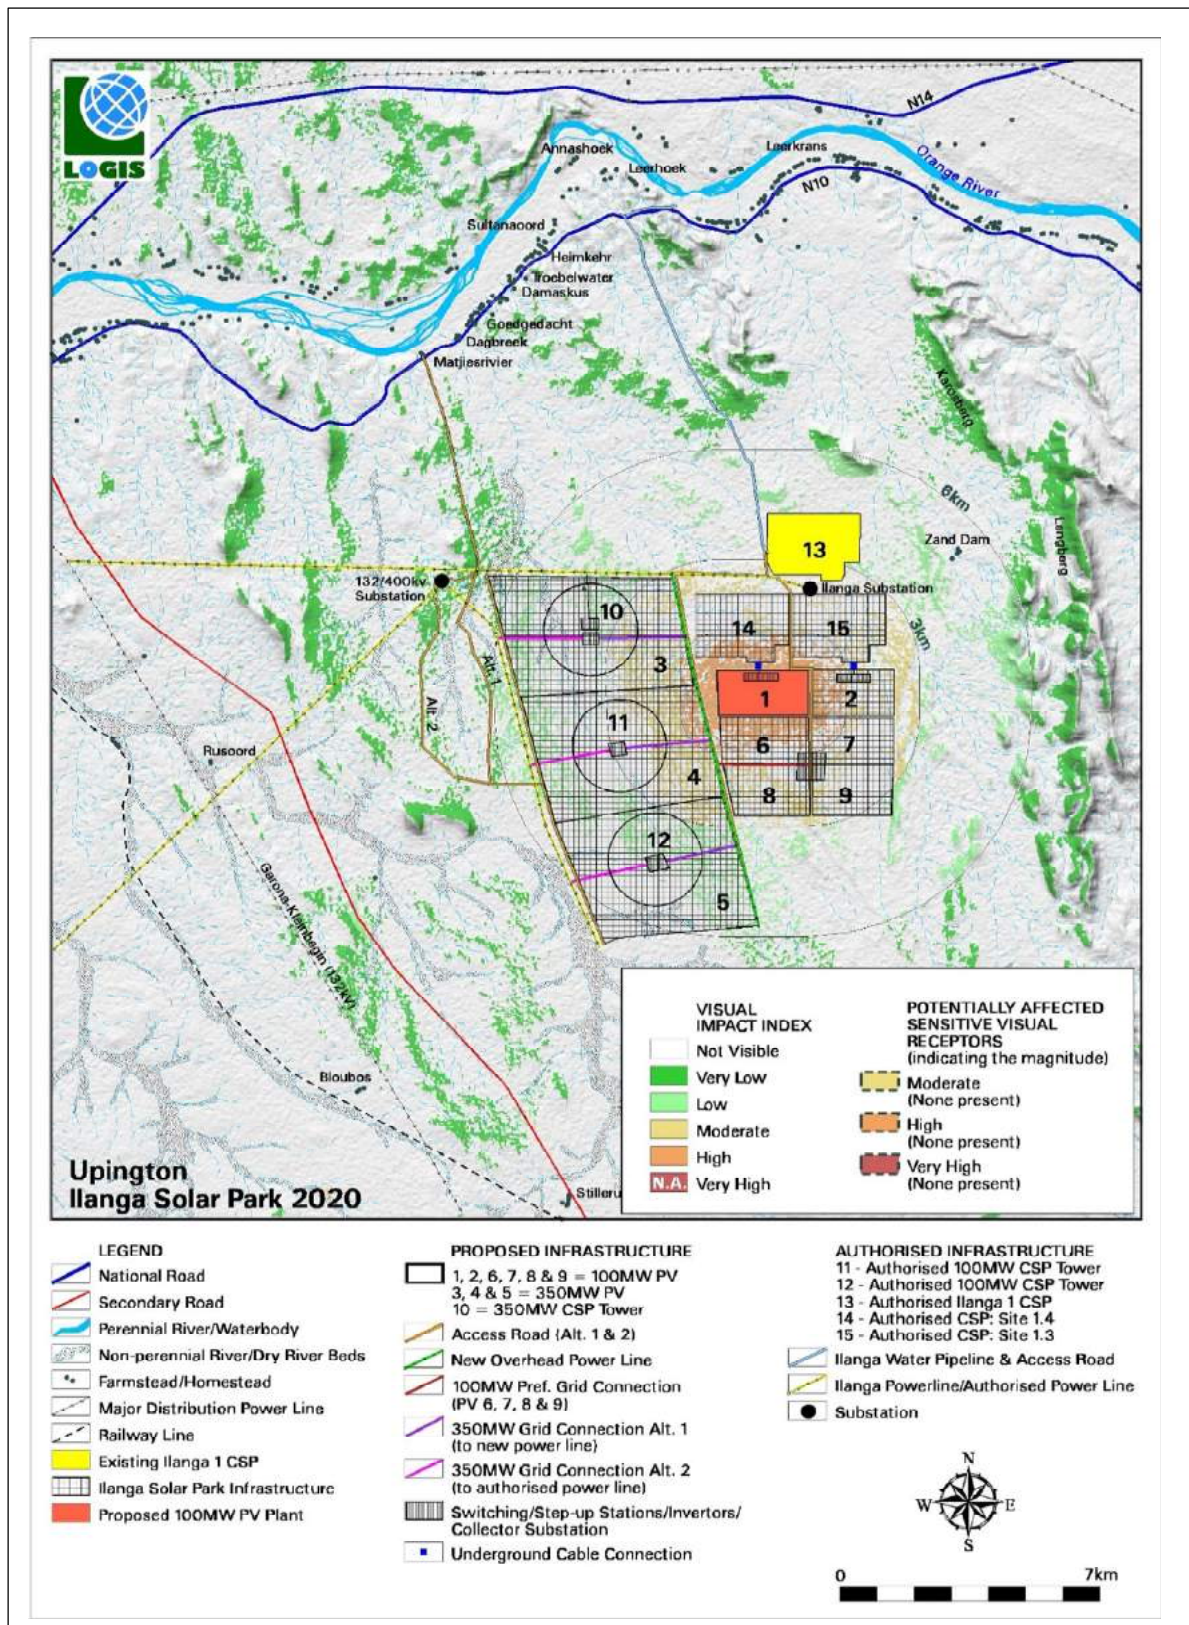 LOGIS
N14
Annashoek
Leerkrans
Leerhoek
Orange River
N10
Sultanaoord
Heimkehr
Troebelwater
Damaskus
Goedgedacht
Dagbreek
Matjiesrivier
Karosberg
Langberg
6km
Zand Dam
13
132/400kv
Substation
Ilanga Substation
3km
10
14
15
3
Alt. 1
1
2
Alt. 2
11
6
7
Rusoord
4
8
9
12
5
Garona-Kleinbegin (132kV)
Bloubos
Upington
Ilanga Solar Park 2020
VISUAL
IMPACT INDEX
Not Visible
Very Low
Low
Moderate
High
N.A. Very High
POTENTIALLY AFFECTED
SENSITIVE VISUAL
RECEPTORS
(indicating the magnitude)
Moderate
(None present)
High
(None present)
Very High
(None present)
LEGEND
National Road
Secondary Road
Perennial River/Waterbody
Non-perennial River/Dry River Beds
Farmstead/Homestead
Major Distribution Power Line
Railway Line
Existing Ilanga 1 CSP
Ilanga Solar Park Infrastructure
Proposed 100MW PV Plant
PROPOSED INFRASTRUCTURE
1, 2, 6, 7, 8 & 9 = 100MW PV
3, 4 & 5 = 350MW PV
10 = 350MW CSP Tower
Access Road (Alt. 1 & 2)
New Overhead Power Line
100MW Pref. Grid Connection
(PV 6, 7, 8 & 9)
350MW Grid Connection Alt. 1
(to new power line)
350MW Grid Connection Alt. 2
(to authorised power line)
Switching/Step-up Stations/Invertors/
Collector Substation
Underground Cable Connection
AUTHORISED INFRASTRUCTURE
11 - Authorised 100MW CSP Tower
12 - Authorised 100MW CSP Tower
13 - Authorised Ilanga 1 CSP
14 - Authorised CSP: Site 1.4
15 - Authorised CSP: Site 1.3
Ilanga Water Pipeline & Access Road
Ilanga Powerline/Authorised Power Line
Substation
N
W
E
S
0
7km